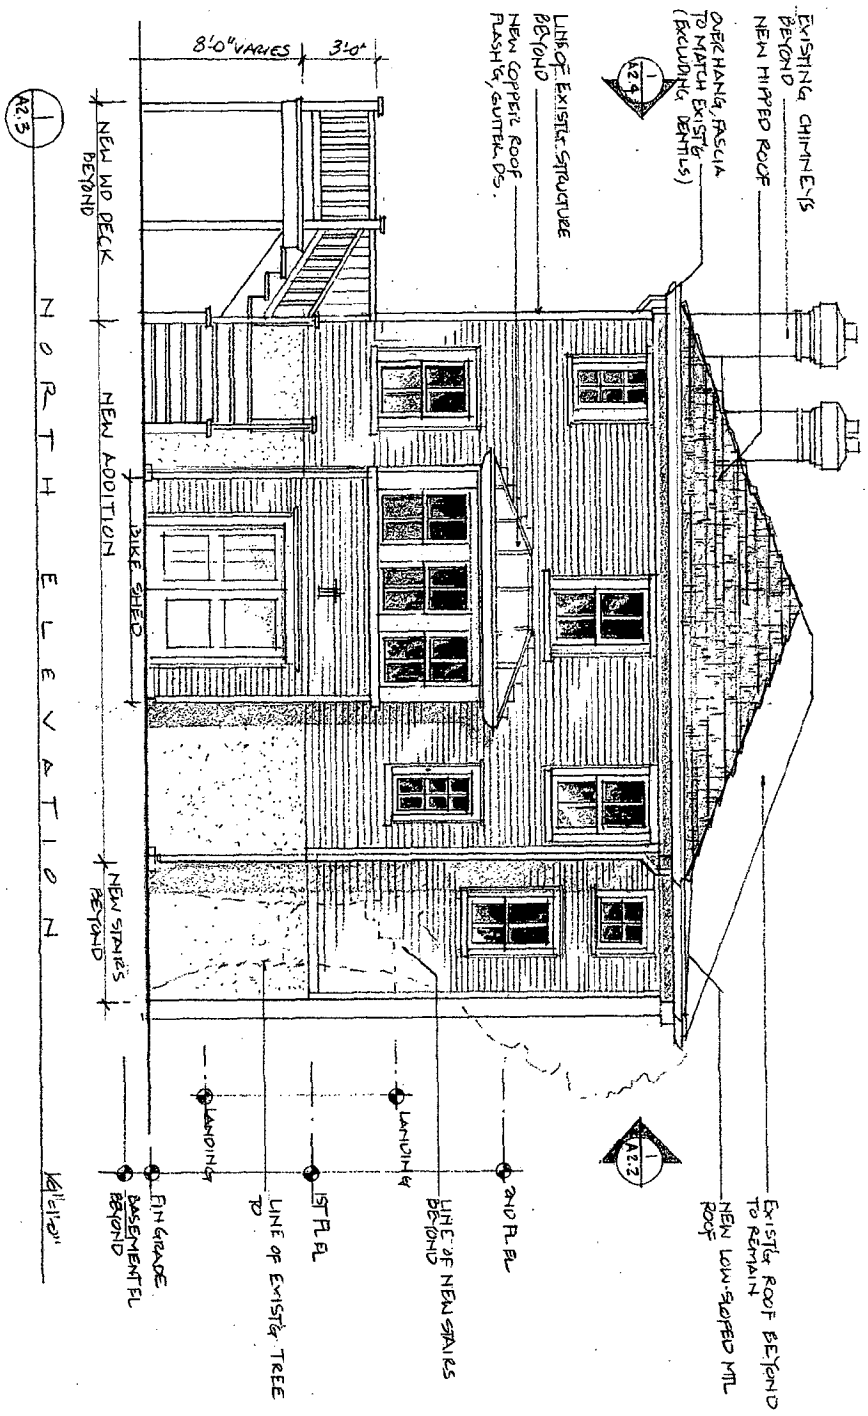 EXISTING CHIMNEYS
BEYOND
NEW HIPPED ROOF
OVERHANG, FASCIA
TO MATCH EXIST'G
(EXCLUDING DENTILS)
1
A2.4
LINE OF EXIST'G STRUCTURE
BEYOND
NEW COPPER ROOF
FLASH'G, GUTTER, DS.
3'-0"
8'-0" VARIES
NEW WD DECK
BEYOND
NEW ADDITION
BIKE SHED
NEW STAIRS
BEYOND
EXIST'G ROOF BEYOND
TO REMAIN
NEW LOW-SLOPED MTL
ROOF
1
A2.2
2ND FL EL
LANDING
LINE OF NEW STAIRS
BEYOND
1ST FL EL
LANDING
LINE OF EXIST'G TREE
FIN GRADE
BASEMENT FL
BEYOND
1
A2.3
NORTH ELEVATION